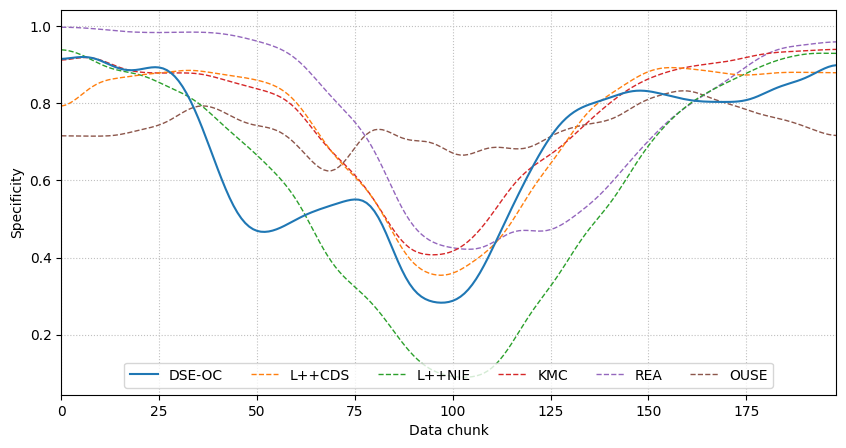 Specificity
1.0
0.8
0.6
0.4
0.2
DSE-OC L++CDS L++NIE KMC REA OUSE
0 25 50 75 100 125 150 175
Data chunk